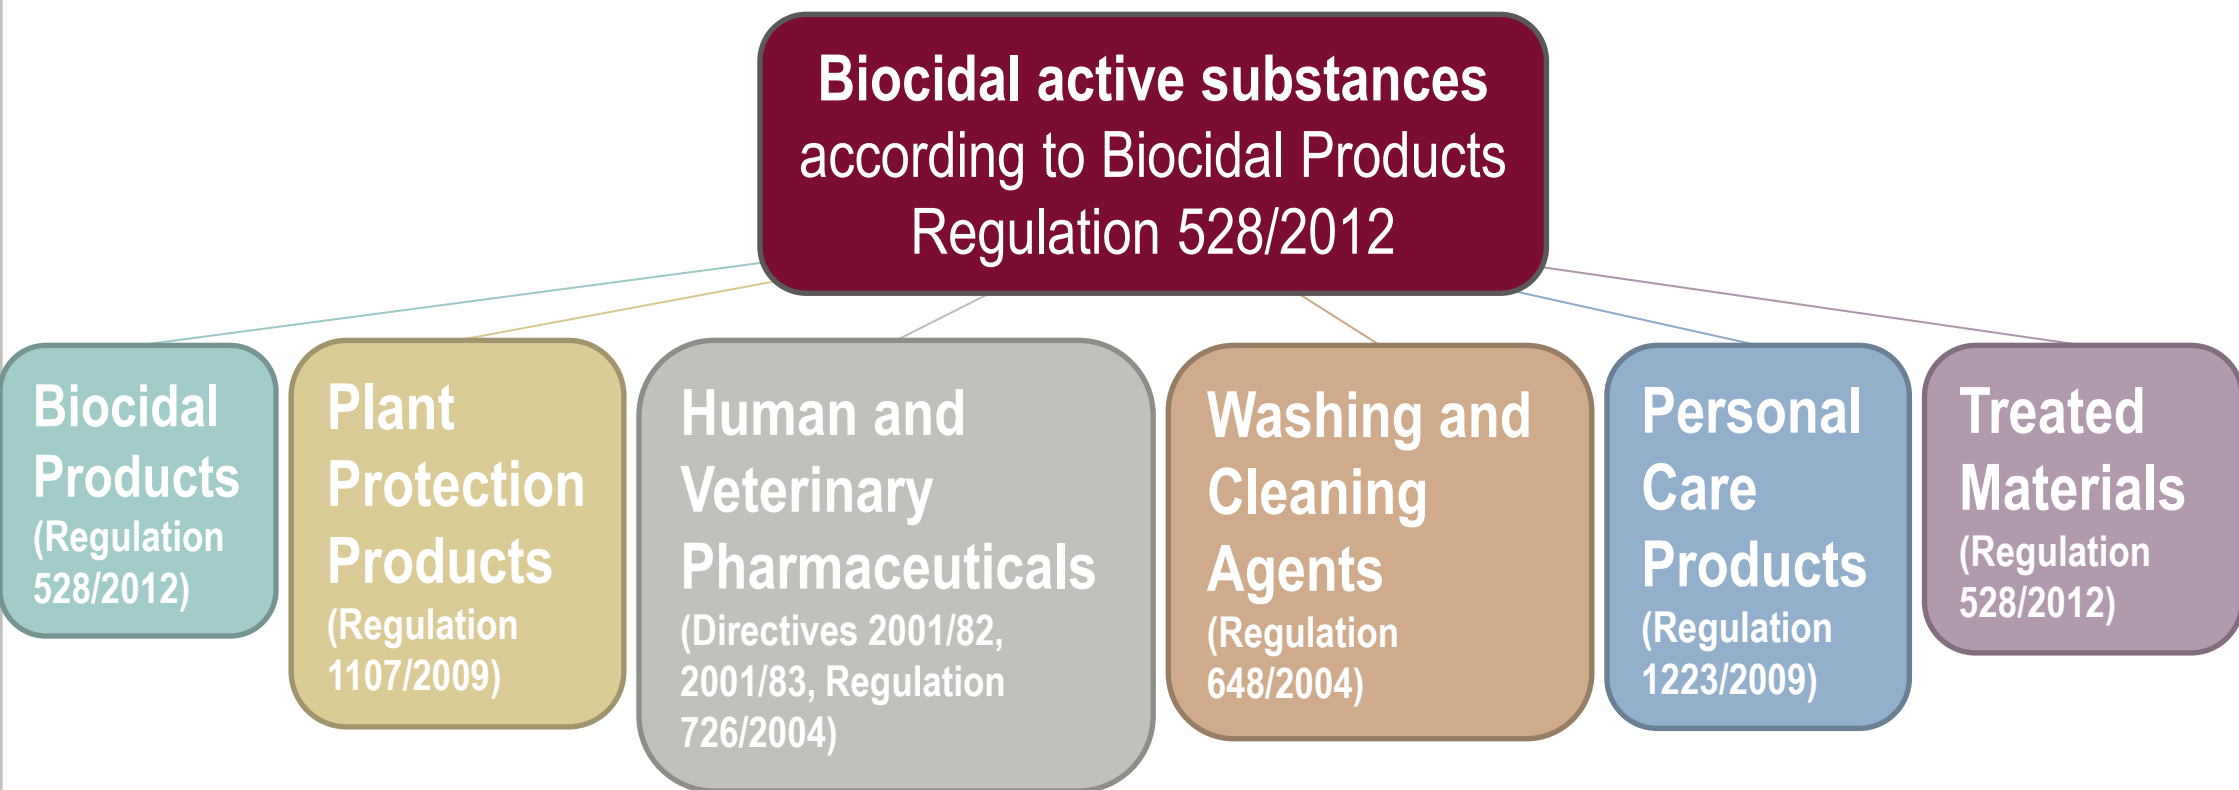 Biocidal active substances
according to Biocidal Products
Regulation 528/2012
Biocidal
Products
(Regulation
528/2012)
Plant
Protection
Products
(Regulation
1107/2009)
Human and
Veterinary
Pharmaceuticals
(Directives 2001/82,
2001/83, Regulation
726/2004)
Washing and
Cleaning
Agents
(Regulation
648/2004)
Personal
Care
Products
(Regulation
1223/2009)
Treated
Materials
(Regulation
528/2012)